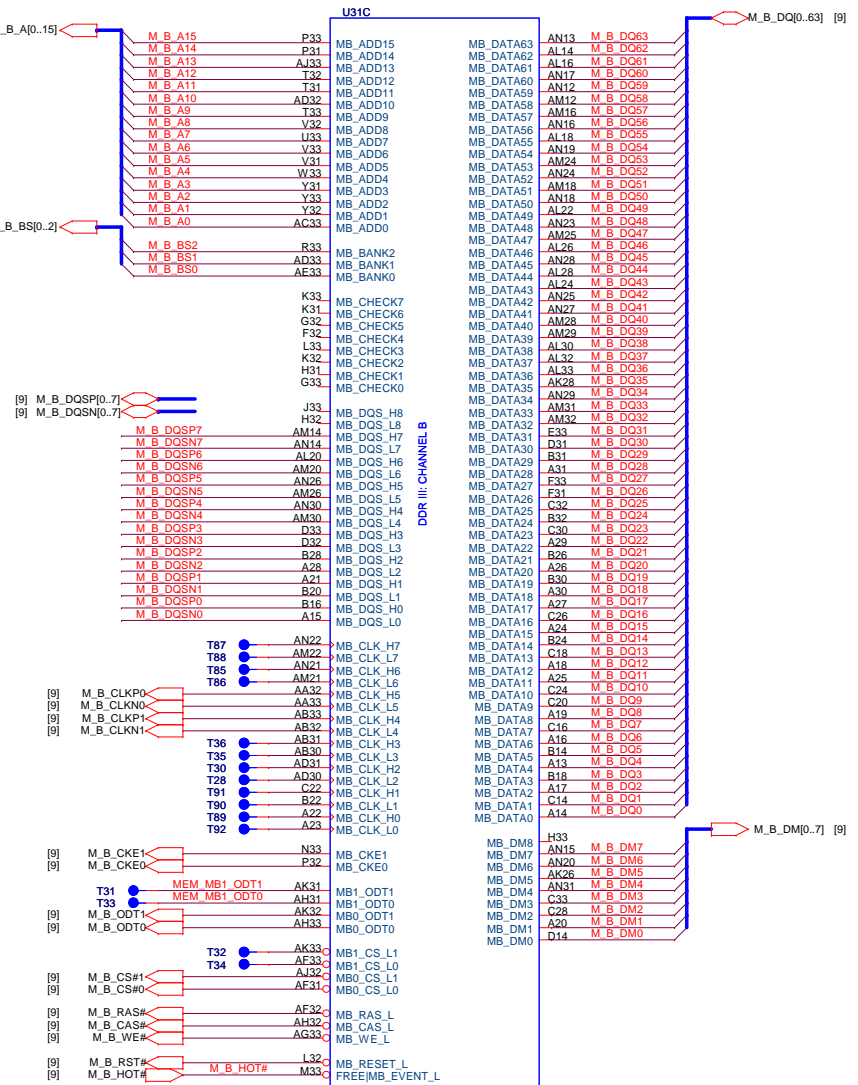 U31C
_B_A[0..15]
M_B_A15 P33 MB_ADD15
M_B_A14 P31 MB_ADD14
M_B_A13 AJ33 MB_ADD13
M_B_A12 T32 MB_ADD12
M_B_A11 T31 MB_ADD11
M_B_A10 AD32 MB_ADD10
M_B_A9 T33 MB_ADD9
M_B_A8 V32 MB_ADD8
M_B_A7 U33 MB_ADD7
M_B_A6 V33 MB_ADD6
M_B_A5 V31 MB_ADD5
M_B_A4 W33 MB_ADD4
M_B_A3 Y31 MB_ADD3
M_B_A2 Y33 MB_ADD2
M_B_A1 Y32 MB_ADD1
M_B_A0 AC33 MB_ADD0
_B_BS[0..2]
M_B_BS2 R33 MB_BANK2
M_B_BS1 AD33 MB_BANK1
M_B_BS0 AE33 MB_BANK0
K33 MB_CHECK7
K31 MB_CHECK6
G32 MB_CHECK5
F32 MB_CHECK4
L33 MB_CHECK3
K32 MB_CHECK2
H31 MB_CHECK1
G33 MB_CHECK0
[9] M_B_DQSP[0..7]
[9] M_B_DQSN[0..7]
J33 MB_DQS_H8
H32 MB_DQS_L8
M_B_DQSP7 AM14 MB_DQS_H7
M_B_DQSN7 AN14 MB_DQS_L7
M_B_DQSP6 AL20 MB_DQS_H6
M_B_DQSN6 AM20 MB_DQS_L6
M_B_DQSP5 AN26 MB_DQS_H5
M_B_DQSN5 AM26 MB_DQS_L5
M_B_DQSP4 AN30 MB_DQS_H4
M_B_DQSN4 AM30 MB_DQS_L4
M_B_DQSP3 D33 MB_DQS_H3
M_B_DQSN3 D32 MB_DQS_L3
M_B_DQSP2 B28 MB_DQS_H2
M_B_DQSN2 A28 MB_DQS_L2
M_B_DQSP1 A21 MB_DQS_H1
M_B_DQSN1 B20 MB_DQS_L1
M_B_DQSP0 B16 MB_DQS_H0
M_B_DQSN0 A15 MB_DQS_L0
T87 AN22 MB_CLK_H7
T88 AM22 MB_CLK_L7
T85 AN21 MB_CLK_H6
T86 AM21 MB_CLK_L6
[9] M_B_CLKP0 AA32 MB_CLK_H5
[9] M_B_CLKN0 AA33 MB_CLK_L5
[9] M_B_CLKP1 AB33 MB_CLK_H4
[9] M_B_CLKN1 AB32 MB_CLK_L4
T36 AB31 MB_CLK_H3
T35 AB30 MB_CLK_L3
T30 AD31 MB_CLK_H2
T28 AD30 MB_CLK_L2
T91 C22 MB_CLK_H1
T90 B22 MB_CLK_L1
T89 A22 MB_CLK_H0
T92 A23 MB_CLK_L0
[9] M_B_CKE1 N33 MB_CKE1
[9] M_B_CKE0 P32 MB_CKE0
T31 MEM_MB1_ODT1 AK31 MB1_ODT1
T33 MEM_MB1_ODT0 AH31 MB1_ODT0
[9] M_B_ODT1 AK32 MB0_ODT1
[9] M_B_ODT0 AH33 MB0_ODT0
T32 AK33 MB1_CS_L1
T34 AF33 MB1_CS_L0
[9] M_B_CS#1 AJ32 MB0_CS_L1
[9] M_B_CS#0 AF31 MB0_CS_L0
[9] M_B_RAS# AF32 MB_RAS_L
[9] M_B_CAS# AH32 MB_CAS_L
[9] M_B_WE# AG33 MB_WE_L
[9] M_B_RST# L32 MB_RESET_L
[9] M_B_HOT# M_B_HOT# M33 FREE|MB_EVENT_L
DDR III: CHANNEL B
M_B_DQ[0..63] [9]
MB_DATA63 AN13 M_B_DQ63
MB_DATA62 AL14 M_B_DQ62
MB_DATA61 AL16 M_B_DQ61
MB_DATA60 AN17 M_B_DQ60
MB_DATA59 AN12 M_B_DQ59
MB_DATA58 AM12 M_B_DQ58
MB_DATA57 AM16 M_B_DQ57
MB_DATA56 AN16 M_B_DQ56
MB_DATA55 AL18 M_B_DQ55
MB_DATA54 AN19 M_B_DQ54
MB_DATA53 AM24 M_B_DQ53
MB_DATA52 AN24 M_B_DQ52
MB_DATA51 AM18 M_B_DQ51
MB_DATA50 AN18 M_B_DQ50
MB_DATA49 AL22 M_B_DQ49
MB_DATA48 AN23 M_B_DQ48
MB_DATA47 AM25 M_B_DQ47
MB_DATA46 AL26 M_B_DQ46
MB_DATA45 AN28 M_B_DQ45
MB_DATA44 AL28 M_B_DQ44
MB_DATA43 AL24 M_B_DQ43
MB_DATA42 AN25 M_B_DQ42
MB_DATA41 AN27 M_B_DQ41
MB_DATA40 AM28 M_B_DQ40
MB_DATA39 AM29 M_B_DQ39
MB_DATA38 AL30 M_B_DQ38
MB_DATA37 AL32 M_B_DQ37
MB_DATA36 AL33 M_B_DQ36
MB_DATA35 AK28 M_B_DQ35
MB_DATA34 AN29 M_B_DQ34
MB_DATA33 AM31 M_B_DQ33
MB_DATA32 AM32 M_B_DQ32
MB_DATA31 E33 M_B_DQ31
MB_DATA30 D31 M_B_DQ30
MB_DATA29 B31 M_B_DQ29
MB_DATA28 A31 M_B_DQ28
MB_DATA27 F33 M_B_DQ27
MB_DATA26 F31 M_B_DQ26
MB_DATA25 C32 M_B_DQ25
MB_DATA24 B32 M_B_DQ24
MB_DATA23 C30 M_B_DQ23
MB_DATA22 A29 M_B_DQ22
MB_DATA21 B26 M_B_DQ21
MB_DATA20 A26 M_B_DQ20
MB_DATA19 B30 M_B_DQ19
MB_DATA18 A30 M_B_DQ18
MB_DATA17 A27 M_B_DQ17
MB_DATA16 C26 M_B_DQ16
MB_DATA15 A24 M_B_DQ15
MB_DATA14 B24 M_B_DQ14
MB_DATA13 C18 M_B_DQ13
MB_DATA12 A18 M_B_DQ12
MB_DATA11 A25 M_B_DQ11
MB_DATA10 C24 M_B_DQ10
MB_DATA9 C20 M_B_DQ9
MB_DATA8 A19 M_B_DQ8
MB_DATA7 C16 M_B_DQ7
MB_DATA6 A16 M_B_DQ6
MB_DATA5 B14 M_B_DQ5
MB_DATA4 A13 M_B_DQ4
MB_DATA3 B18 M_B_DQ3
MB_DATA2 A17 M_B_DQ2
MB_DATA1 C14 M_B_DQ1
MB_DATA0 A14 M_B_DQ0
M_B_DM[0..7] [9]
MB_DM8 H33
MB_DM7 AN15 M_B_DM7
MB_DM6 AN20 M_B_DM6
MB_DM5 AK26 M_B_DM5
MB_DM4 AN31 M_B_DM4
MB_DM3 C33 M_B_DM3
MB_DM2 C28 M_B_DM2
MB_DM1 A20 M_B_DM1
MB_DM0 D14 M_B_DM0